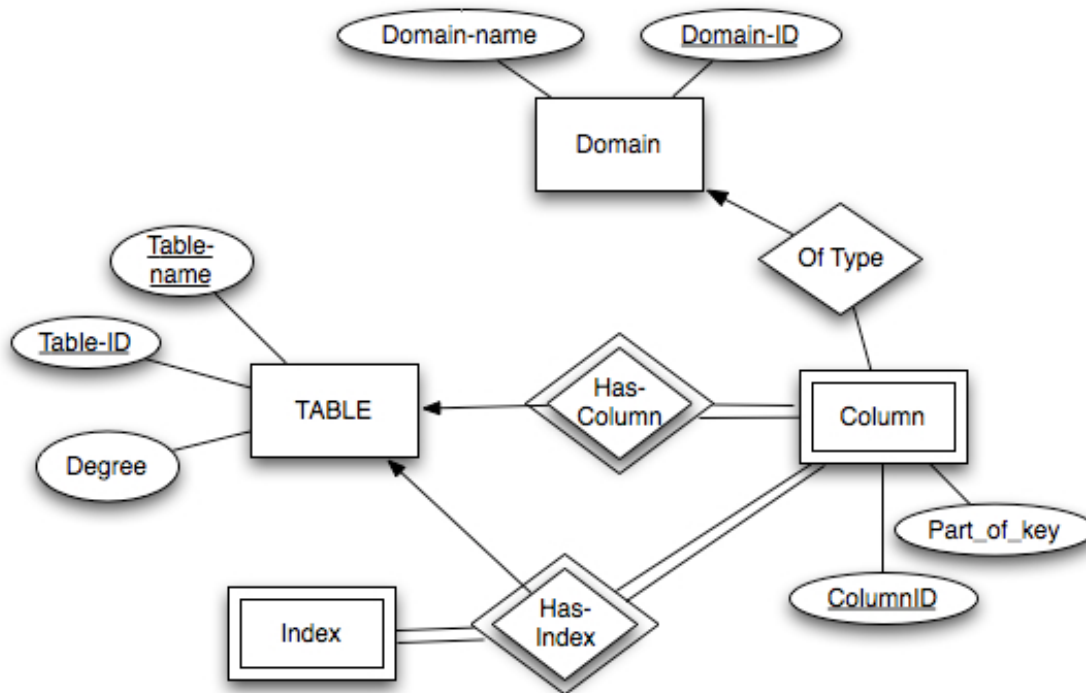 Domain-name
Domain-ID
Domain
Of Type
Table-
name
Table-ID
TABLE
Degree
Has-
Column
Column
Part_of_key
ColumnID
Has-
Index
Index